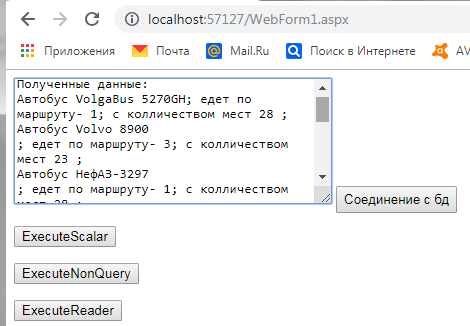 localhost:57127/WebForm1.aspx
Приложения Почта Mail.Ru Поиск в Интернете AV
Полученные данные:
Автобус VolgaBus 5270GH; едет по
маршруту- 1; с колличеством мест 28 ;
Автобус Volvo 8900
; едет по маршруту- 3; с колличеством
мест 23 ;
Автобус НефАЗ-3297
; едет по маршруту- 1; с колличеством
мест 28 ;
Соединение с бд
ExecuteScalar
ExecuteNonQuery
ExecuteReader